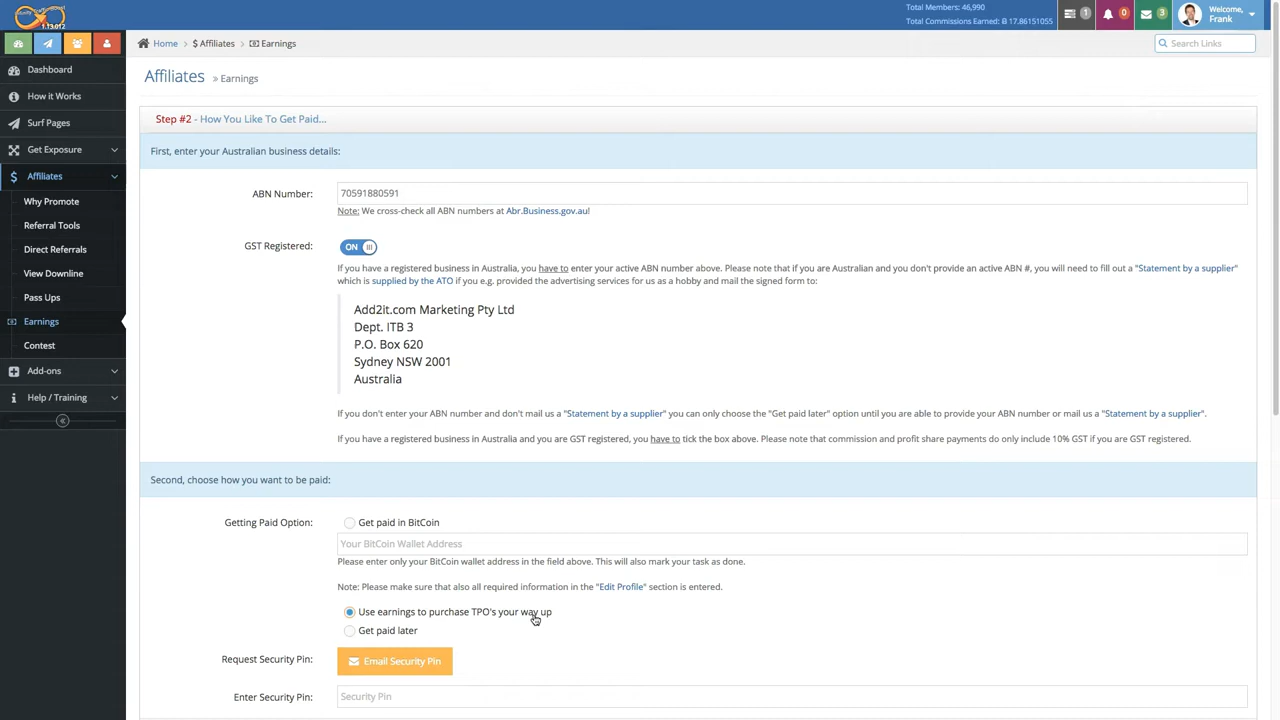 Total Members: 46,990
Total Commissions Earned: Ƀ 17.86151055
1
0
3
Welcome,
Frank
1.13.012
Home
$ Affiliates
Earnings
Search Links
Dashboard
How it Works
Surf Pages
Get Exposure
$ Affiliates
Why Promote
Referral Tools
Direct Referrals
View Downline
Pass Ups
Earnings
Contest
Add-ons
Help / Training
Affiliates » Earnings
Step #2 - How You Like To Get Paid...
First, enter your Australian business details:
ABN Number:
70591880591
Note: We cross-check all ABN numbers at Abr.Business.gov.au!
GST Registered:
ON
If you have a registered business in Australia, you have to enter your active ABN number above. Please note that if you are Australian and you don't provide an active ABN #, you will need to fill out a "Statement by a supplier"
which is supplied by the ATO if you e.g. provided the advertising services for us as a hobby and mail the signed form to:
Add2it.com Marketing Pty Ltd
Dept. ITB 3
P.O. Box 620
Sydney NSW 2001
Australia
If you don't enter your ABN number and don't mail us a "Statement by a supplier" you can only choose the "Get paid later" option until you are able to provide your ABN number or mail us a "Statement by a supplier".
If you have a registered business in Australia and you are GST registered, you have to tick the box above. Please note that commission and profit share payments do only include 10% GST if you are GST registered.
Second, choose how you want to be paid:
Getting Paid Option:
Get paid in BitCoin
Your BitCoin Wallet Address
Please enter only your BitCoin wallet address in the field above. This will also mark your task as done.
Note: Please make sure that also all required information in the "Edit Profile" section is entered.
Use earnings to purchase TPO's your way up
Get paid later
Request Security Pin:
Email Security Pin
Enter Security Pin:
Security Pin